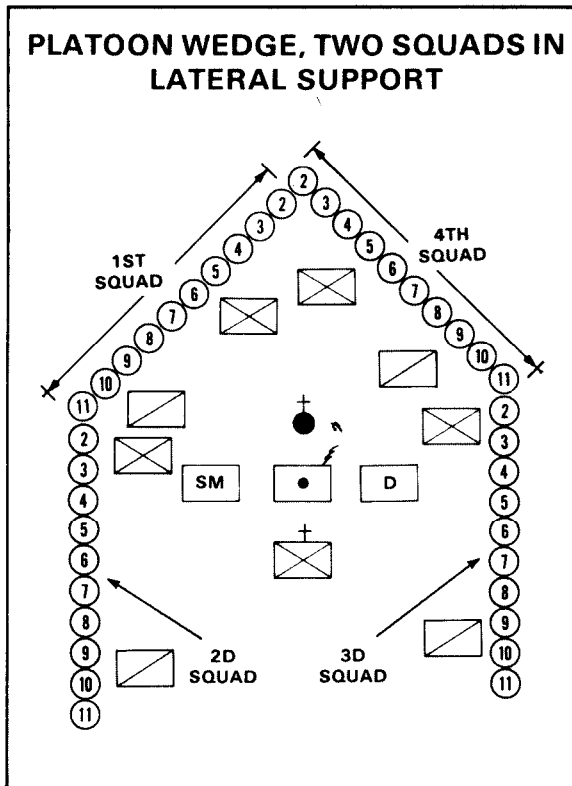 PLATOON WEDGE, TWO SQUADS IN
LATERAL SUPPORT
1ST
SQUAD
2 3 4 5 6 7 8 9 10 11
4TH
SQUAD
2 3 4 5 6 7 8 9 10 11
SM
D
2 3 4 5 6 7 8 9 10 11
2D
SQUAD
2 3 4 5 6 7 8 9 10 11
3D
SQUAD